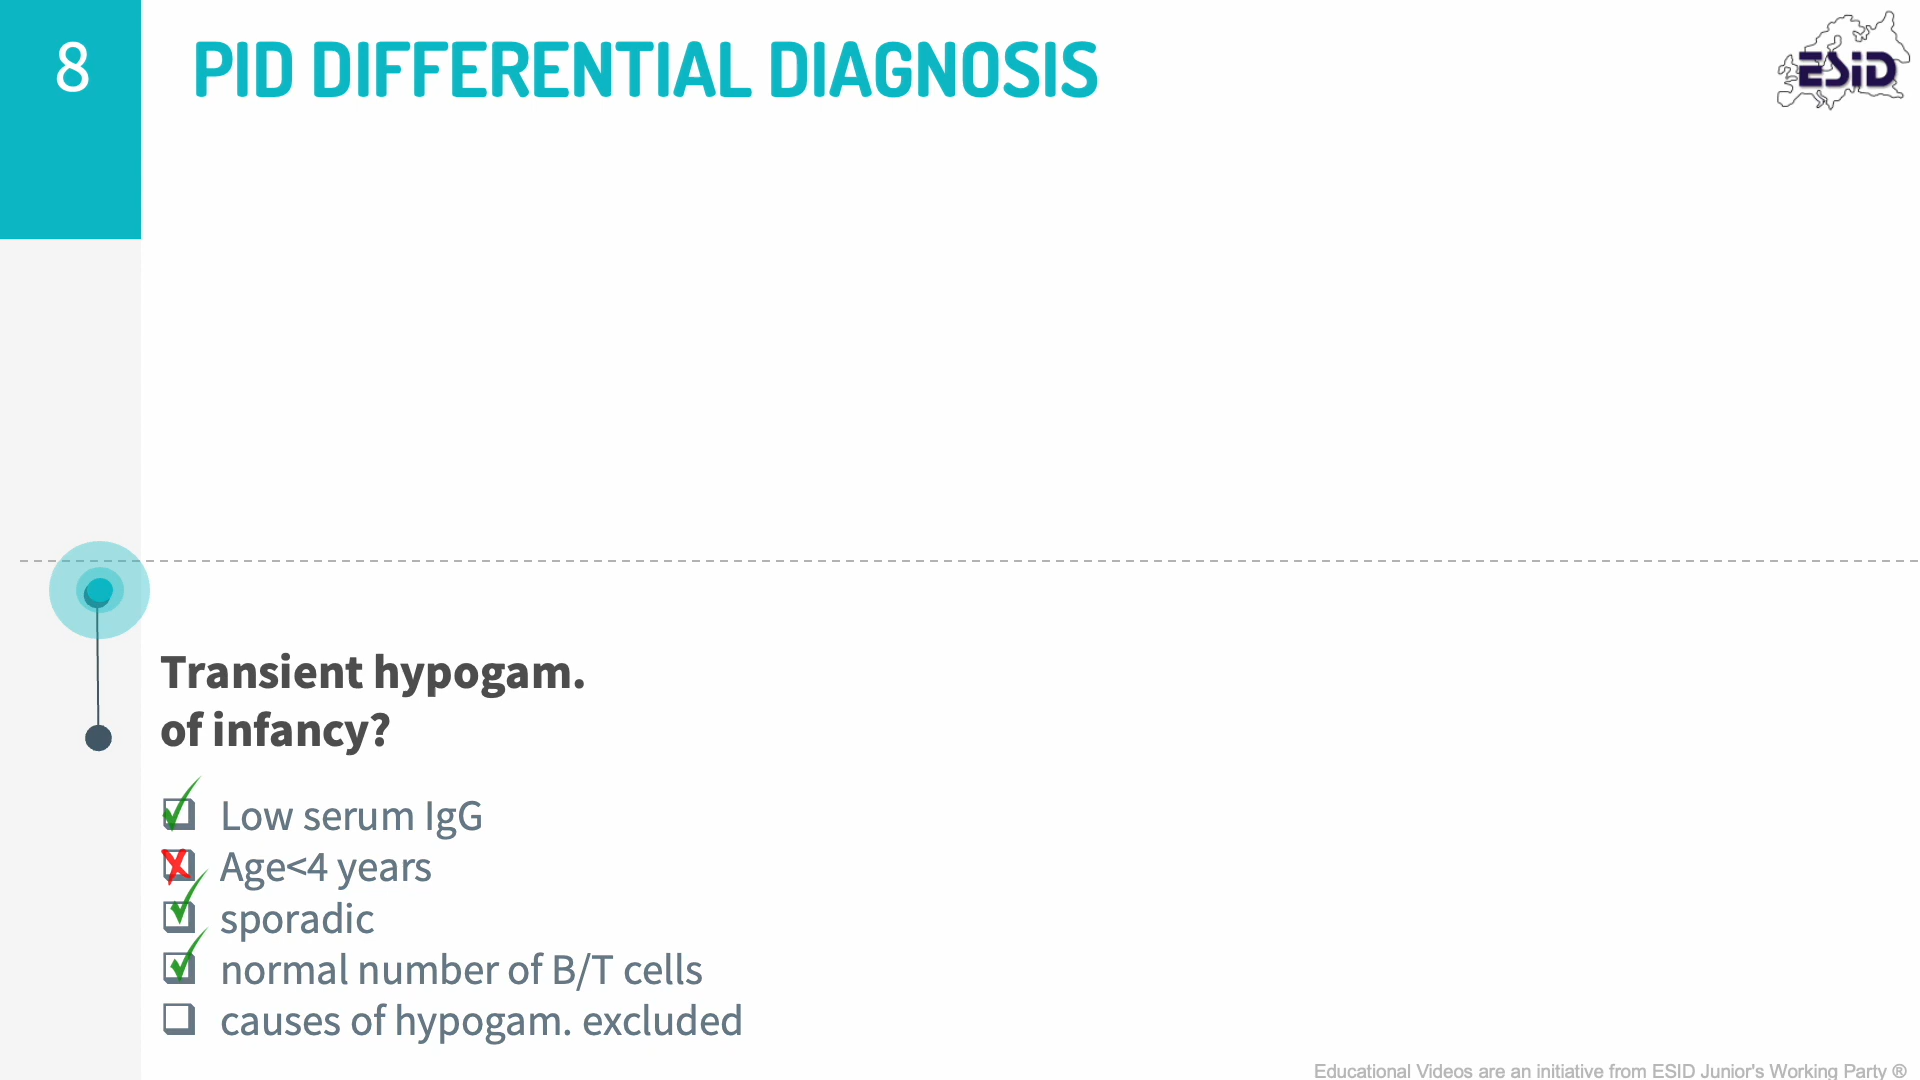 8
PID DIFFERENTIAL DIAGNOSIS
ESiD
Transient hypogam.
of infancy?
Low serum IgG
Age<4 years
sporadic
normal number of B/T cells
causes of hypogam. excluded
Educational Videos are an initiative from ESID Junior's Working Party ®